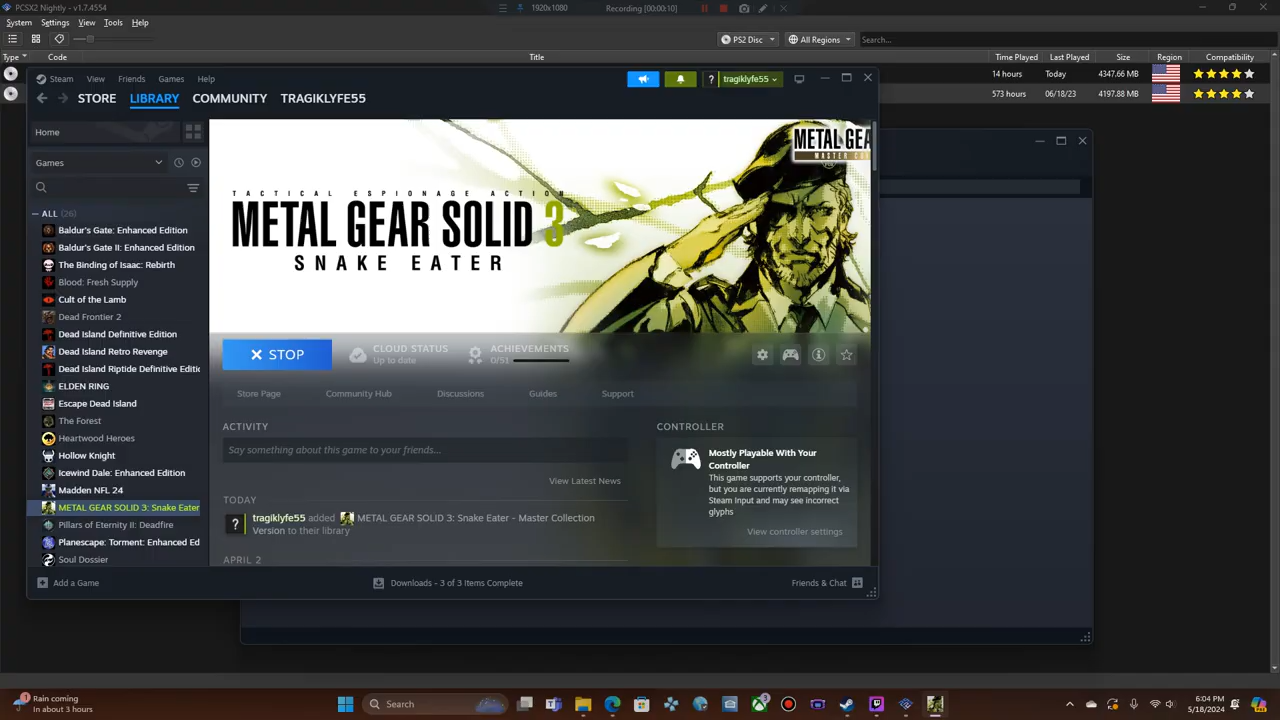 PCSX2 Nightly - v1.7.4554
1920x1080
Recording [00:00:10]
System Settings View Tools Help
PS2 Disc
All Regions
Search...
Type Code Title Time Played Last Played Size Region Compatibility
14 hours Today 4347.66 MB
573 hours 06/18/23 4197.88 MB
Steam View Friends Games Help
? tragiklyfe55
STORE LIBRARY COMMUNITY TRAGIKLYFE55
Home
Games
ALL (26)
Baldur's Gate: Enhanced Edition
Baldur's Gate II: Enhanced Edition
The Binding of Isaac: Rebirth
Blood: Fresh Supply
Cult of the Lamb
Dead Frontier 2
Dead Island Definitive Edition
Dead Island Retro Revenge
Dead Island Riptide Definitive Editi
ELDEN RING
Escape Dead Island
The Forest
Heartwood Heroes
Hollow Knight
Icewind Dale: Enhanced Edition
Madden NFL 24
METAL GEAR SOLID 3: Snake Eater
Pillars of Eternity II: Deadfire
Planescape: Torment: Enhanced Ed
Soul Dossier
TACTICAL ESPIONAGE ACTION
METAL GEAR SOLID 3
SNAKE EATER
METAL GEA
MASTER CO
STOP
CLOUD STATUS
Up to date
ACHIEVEMENTS
0/51
Store Page Community Hub Discussions Guides Support
ACTIVITY
Say something about this game to your friends...
View Latest News
TODAY
? tragiklyfe55 added METAL GEAR SOLID 3: Snake Eater - Master Collection
Version to their library
APRIL 2
CONTROLLER
Mostly Playable With Your
Controller
This game supports your controller,
but you are currently remapping it via
Steam Input and may see incorrect
glyphs
View controller settings
Add a Game
Downloads - 3 of 3 Items Complete
Friends & Chat
1
Rain coming
In about 3 hours
Search
3
6:04 PM
5/18/2024